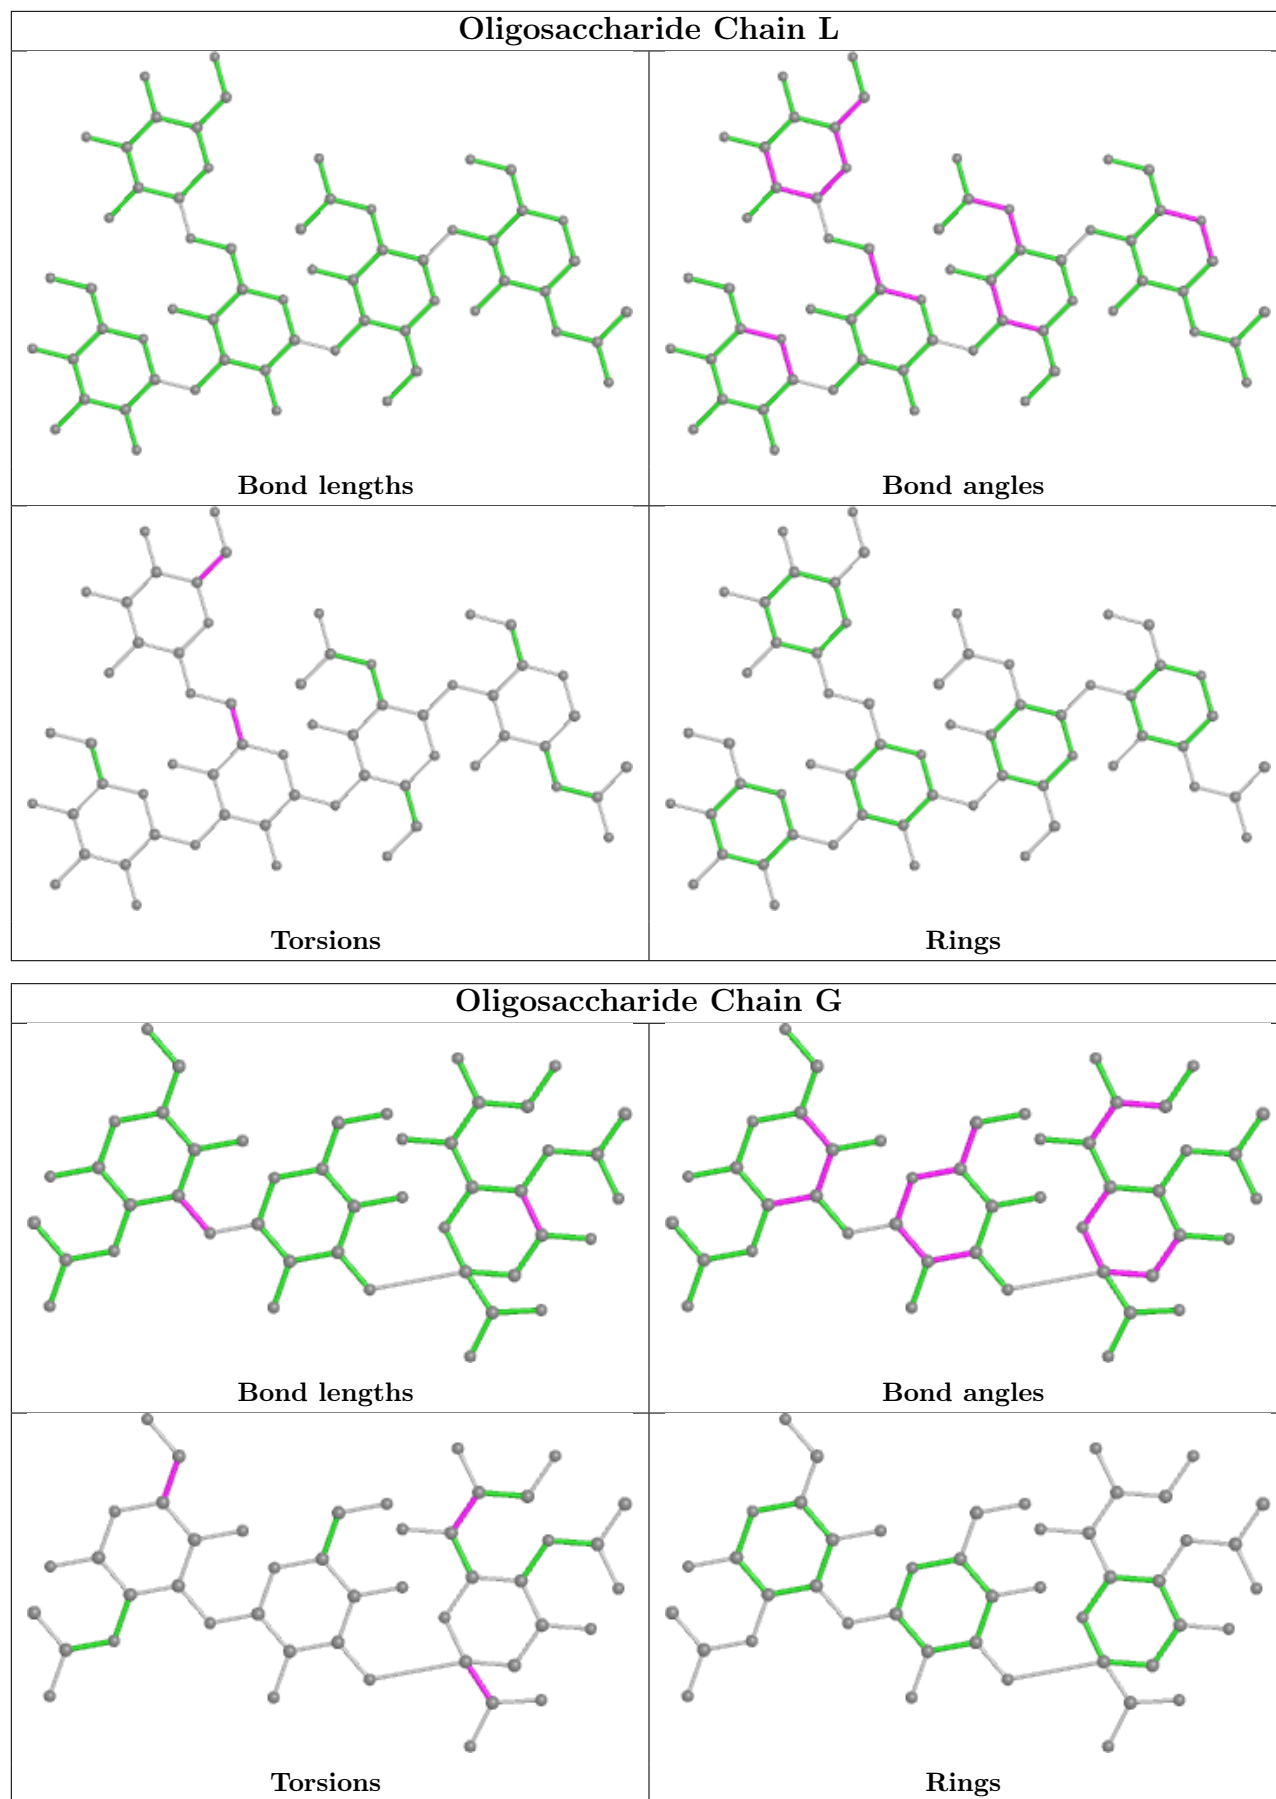 Oligosaccharide Chain L
Bond lengths
Bond angles
Torsions
Rings
Oligosaccharide Chain G
Bond lengths
Bond angles
Torsions
Rings